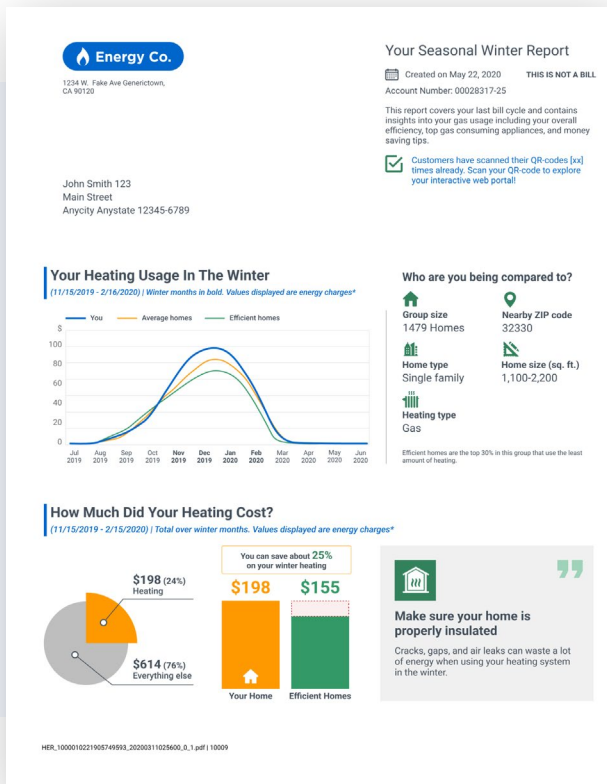 Energy Co.
1234 W. Fake Ave Generictown,
CA 90120
Your Seasonal Winter Report
Created on May 22, 2020 THIS IS NOT A BILL
Account Number: 00028317-25
This report covers your last bill cycle and contains
insights into your gas usage including your overall
efficiency, top gas consuming appliances, and money
saving tips.
Customers have scanned their QR-codes [xx]
times already. Scan your QR-code to explore
your interactive web portal!
John Smith 123
Main Street
Anycity Anystate 12345-6789
Your Heating Usage In The Winter
(11/15/2019 - 2/16/2020) | Winter months in bold. Values displayed are energy charges*
You Average homes Efficient homes
$
100
80
60
40
20
0
Jul Aug Sep Oct Nov Dec Jan Feb Mar Apr May Jun
2019 2019 2019 2019 2019 2019 2020 2020 2020 2020 2020 2020
Who are you being compared to?
Group size Nearby ZIP code
1479 Homes 32330
Home type Home size (sq. ft.)
Single family 1,100-2,200
Heating type
Gas
Efficient homes are the top 30% in this group that use the least
amount of heating.
How Much Did Your Heating Cost?
(11/15/2019 - 2/15/2020) | Total over winter months. Values displayed are energy charges*
$198 (24%)
Heating
$614 (76%)
Everything else
You can save about 25%
on your winter heating
$198 $155
Your Home Efficient Homes
Make sure your home is
properly insulated
Cracks, gaps, and air leaks can waste a lot
of energy when using your heating system
in the winter.
HER_1000010221905749593_20200311025600_0_1.pdf | 10009